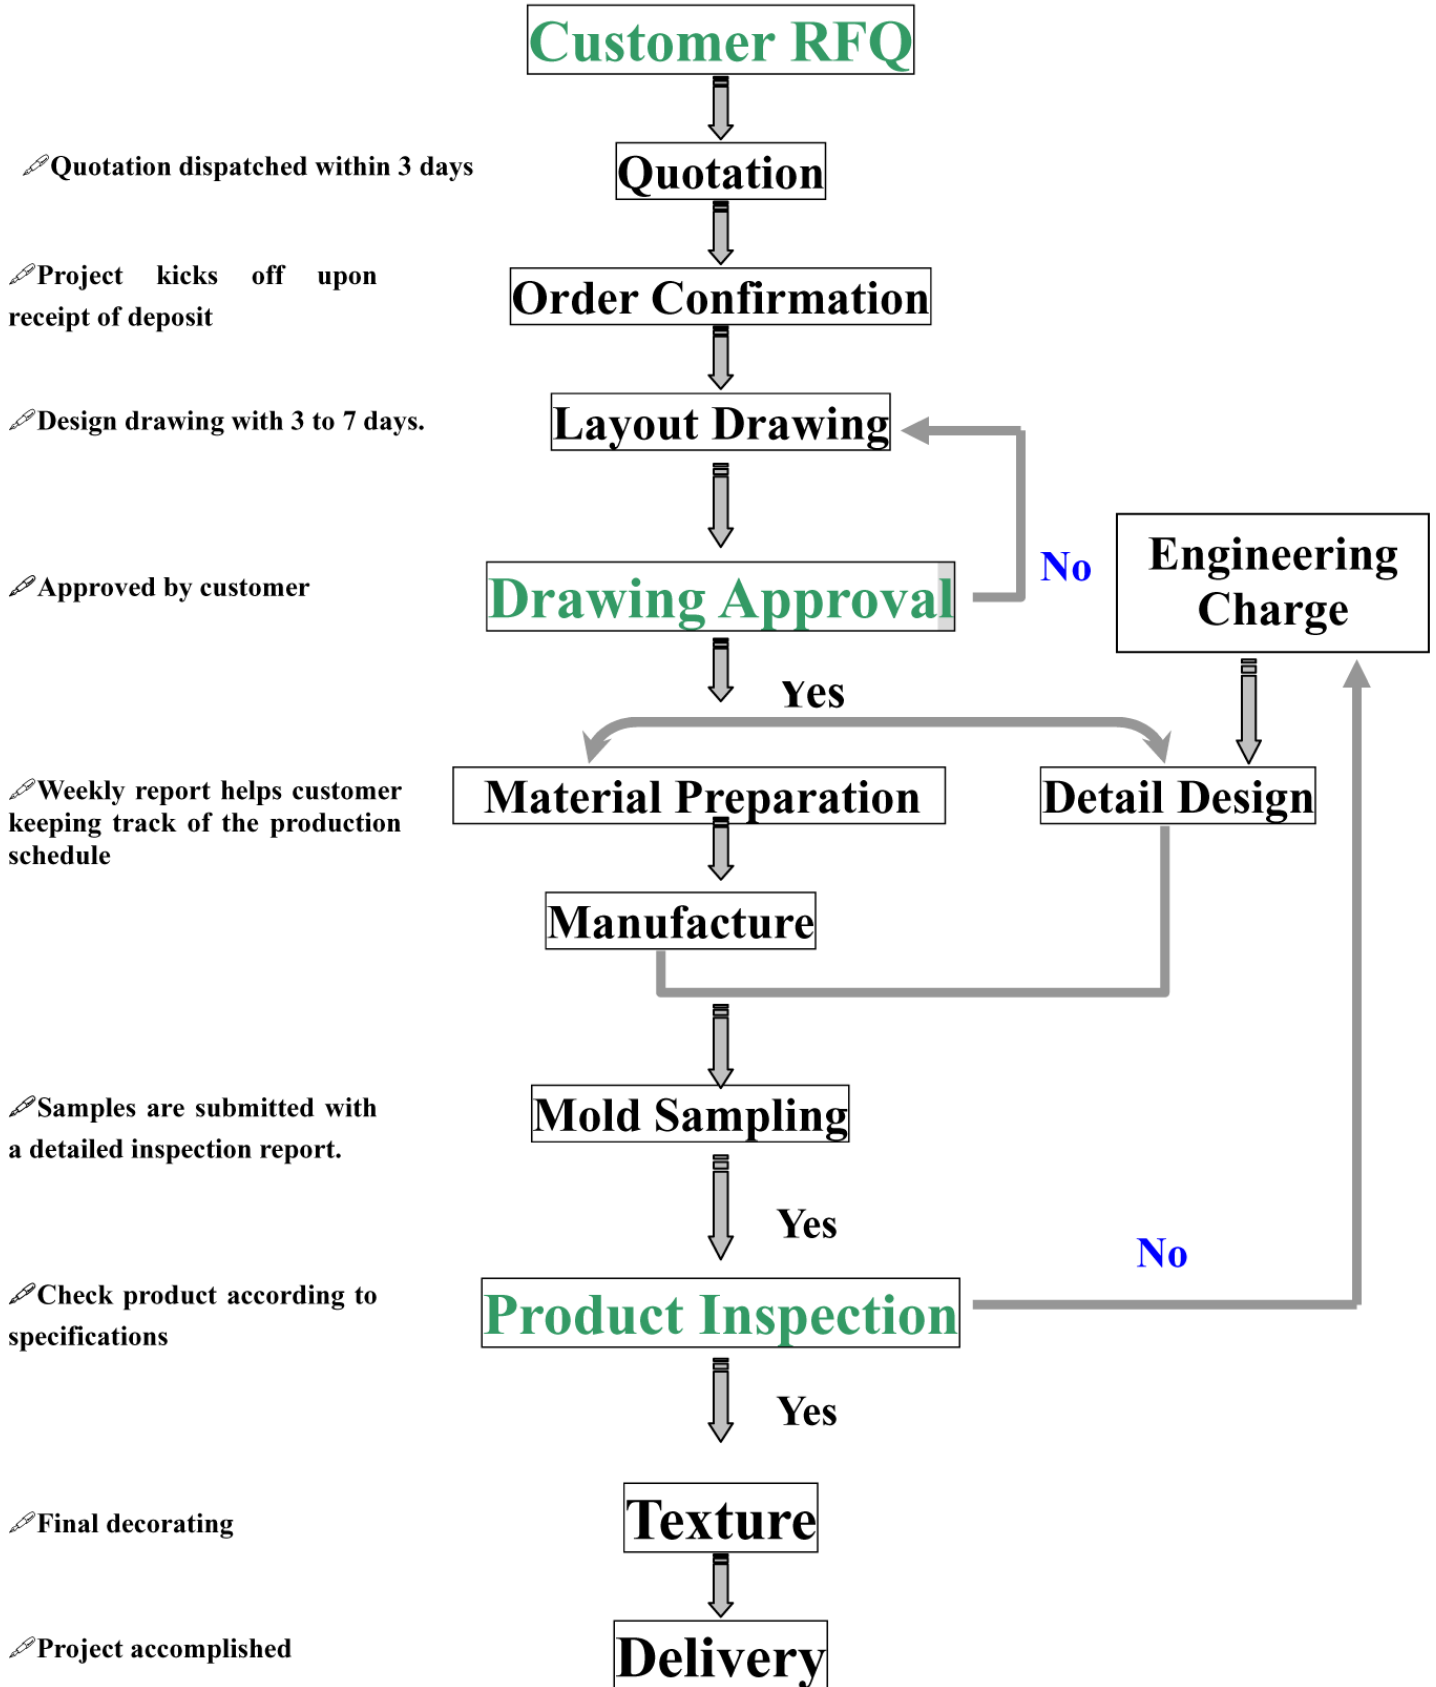 Customer RFQ
🖋Quotation dispatched within 3 days
Quotation
🖋Project kicks off upon
receipt of deposit
Order Confirmation
🖋Design drawing with 3 to 7 days.
Layout Drawing
No
Engineering
Charge
🖋Approved by customer
Drawing Approval
Yes
🖋Weekly report helps customer
keeping track of the production
schedule
Material Preparation
Detail Design
Manufacture
🖋Samples are submitted with
a detailed inspection report.
Mold Sampling
Yes
No
🖋Check product according to
specifications
Product Inspection
Yes
🖋Final decorating
Texture
🖋Project accomplished
Delivery